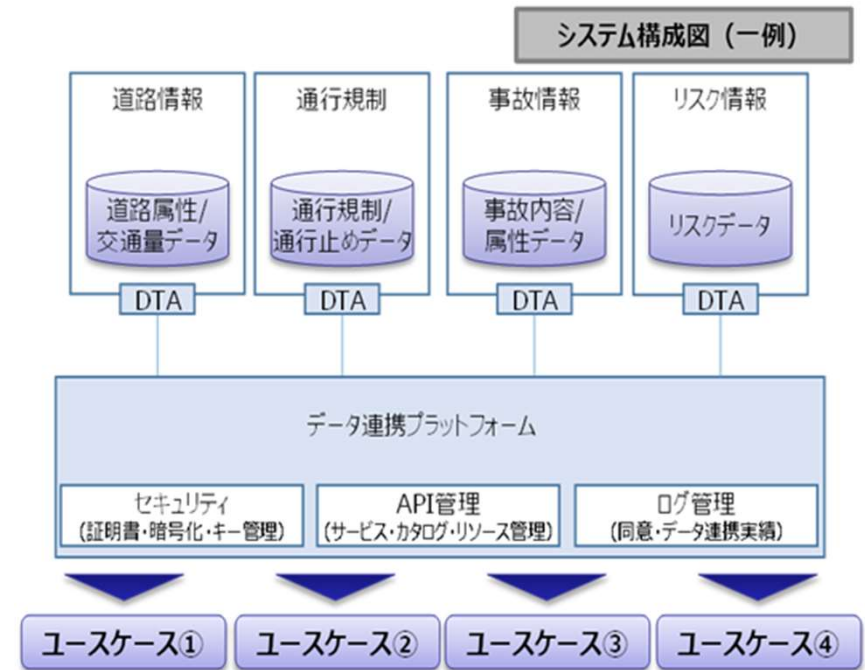 システム構成図（一例）
道路情報
通行規制
事故情報
リスク情報
道路属性/
交通量データ
通行規制/
通行止めデータ
事故内容/
属性データ
リスクデータ
DTA
DTA
DTA
DTA
データ連携プラットフォーム
セキュリティ
(証明書・暗号化・キー管理)
API管理
(サービス・カタログ・リソース管理)
ログ管理
(同意・データ連携実績)
ユースケース①
ユースケース②
ユースケース③
ユースケース④